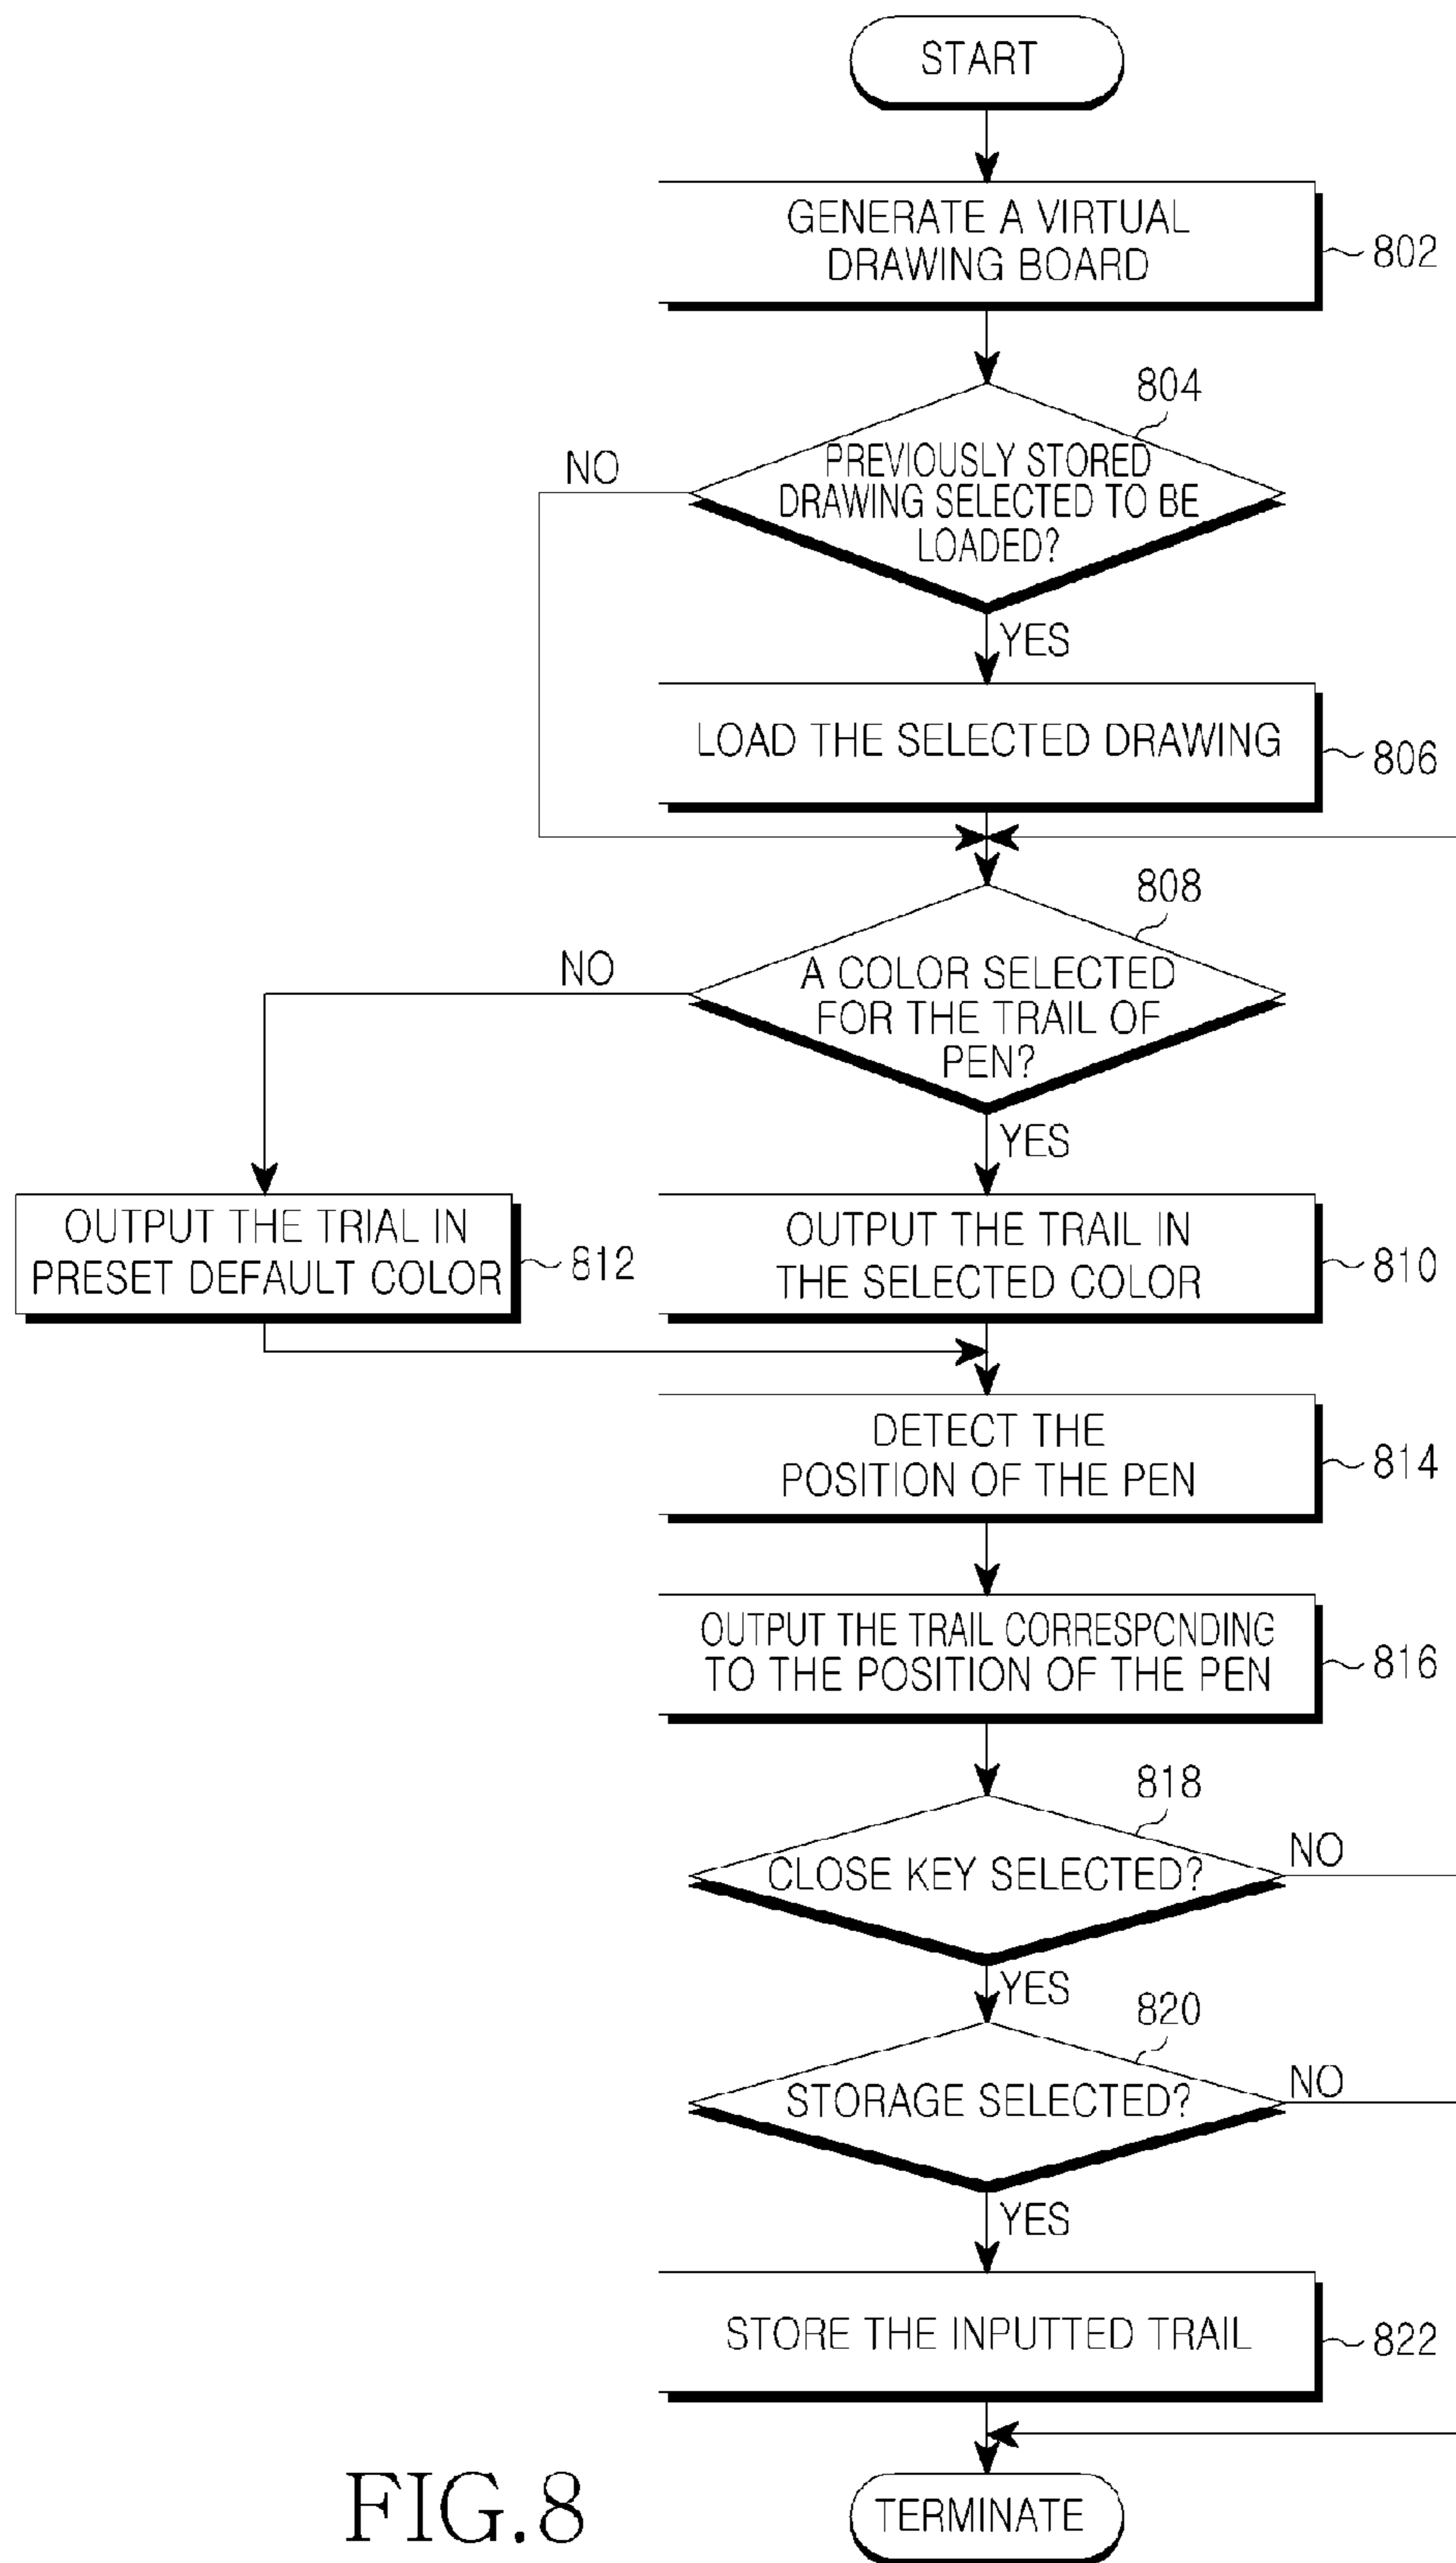 START
GENERATE A VIRTUAL
DRAWING BOARD
802
804
PREVIOUSLY STORED
DRAWING SELECTED TO BE
LOADED?
NO
YES
LOAD THE SELECTED DRAWING
806
808
A COLOR SELECTED
FOR THE TRAIL OF
PEN?
NO
YES
OUTPUT THE TRIAL IN
PRESET DEFAULT COLOR
812
OUTPUT THE TRAIL IN
THE SELECTED COLOR
810
DETECT THE
POSITION OF THE PEN
814
OUTPUT THE TRAIL CORRESPCNDING
TO THE POSITION OF THE PEN
816
818
CLOSE KEY SELECTED?
NO
YES
820
STORAGE SELECTED?
NO
YES
STORE THE INPUTTED TRAIL
822
TERMINATE
FIG.8